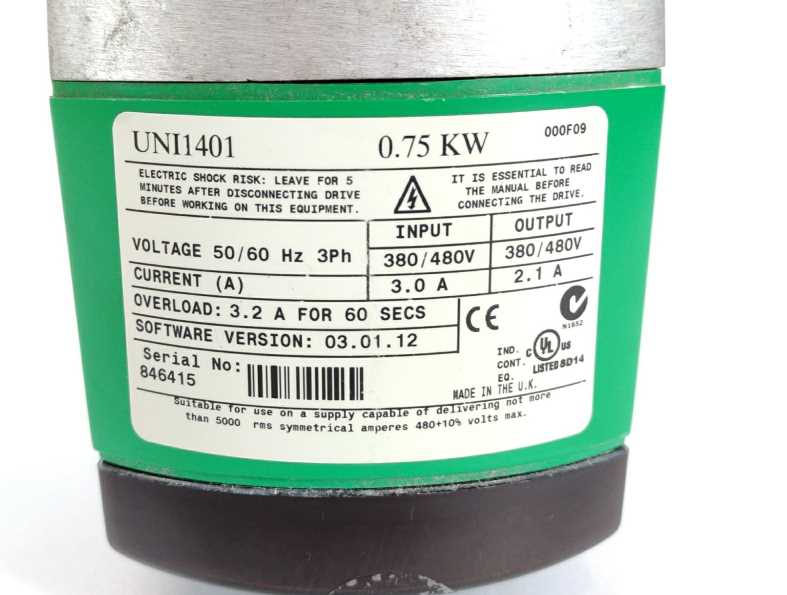 UNI1401 0.75 KW 000F09
ELECTRIC SHOCK RISK: LEAVE FOR 5
MINUTES AFTER DISCONNECTING DRIVE
BEFORE WORKING ON THIS EQUIPMENT.
IT IS ESSENTIAL TO READ
THE MANUAL BEFORE
CONNECTING THE DRIVE.
INPUT OUTPUT
VOLTAGE 50/60 Hz 3Ph 380/480V 380/480V
CURRENT (A) 3.0 A 2.1 A
OVERLOAD: 3.2 A FOR 60 SECS
SOFTWARE VERSION: 03.01.12
CE
N1652
Serial No:
846415
IND.
CONT.
EQ.
C UL US
LISTED 8D14
MADE IN THE U.K.
Suitable for use on a supply capable of delivering not more
than 5000 rms symmetrical amperes 480+10% volts max.